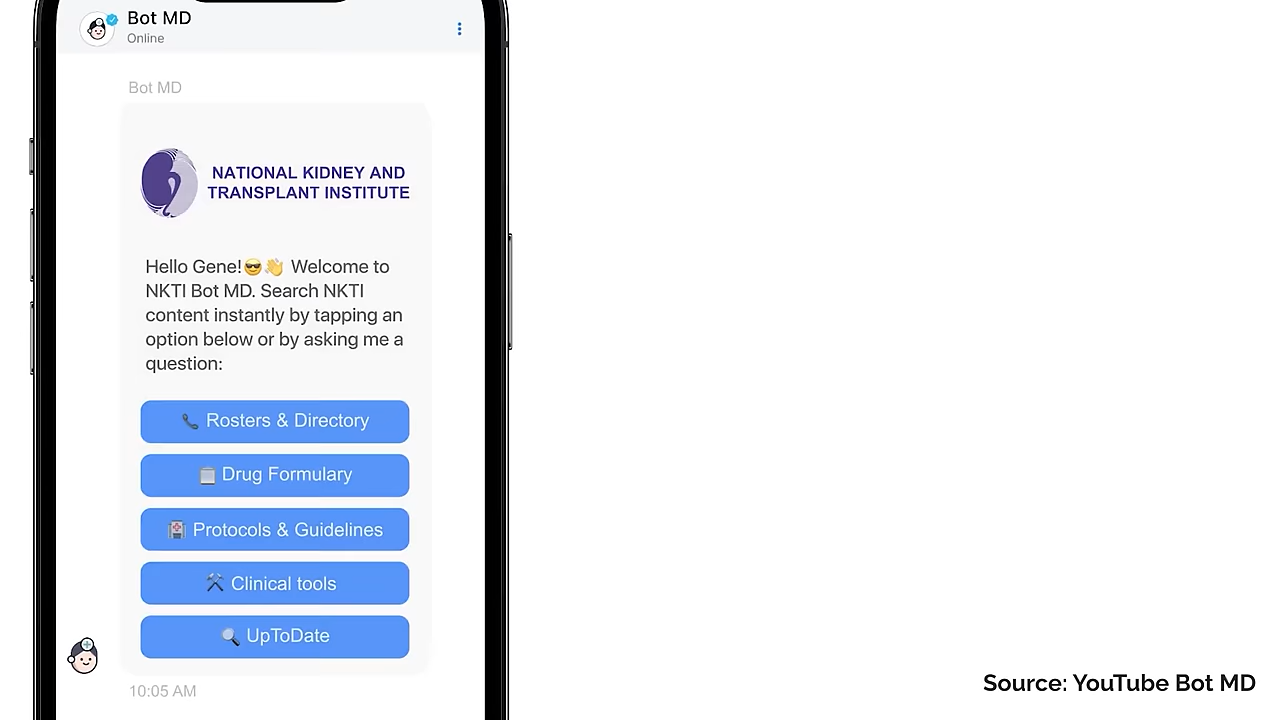 Bot MD
Online
Bot MD
NATIONAL KIDNEY AND
TRANSPLANT INSTITUTE
Hello Gene!😎👋 Welcome to
NKTI Bot MD. Search NKTI
content instantly by tapping an
option below or by asking me a
question:
📞 Rosters & Directory
📋 Drug Formulary
🏥 Protocols & Guidelines
⚒ Clinical tools
🔍 UpToDate
10:05 AM
Source: YouTube Bot MD